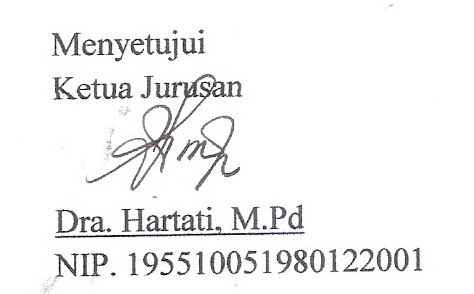 Menyetujui
Ketua Jurusan
Dra. Hartati, M.Pd
NIP. 195510051980122001